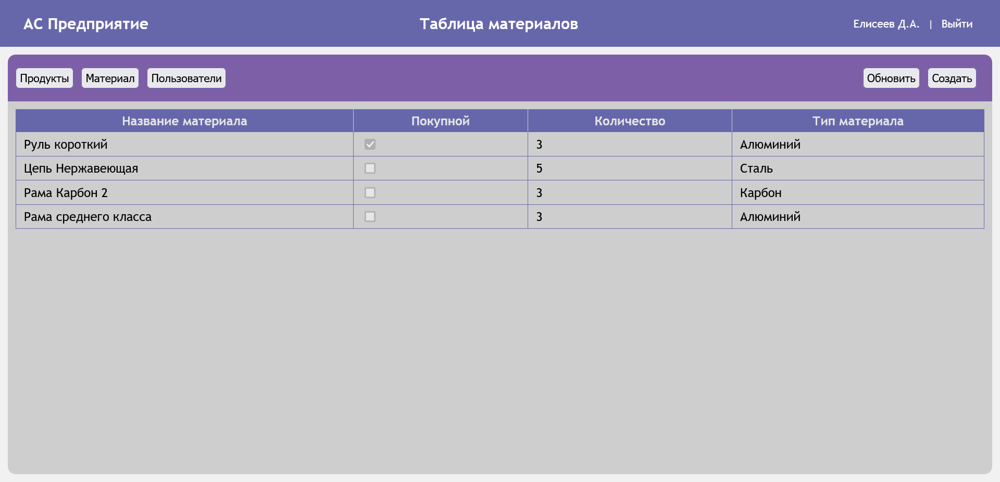 АС Предприятие Таблица материалов Елисеев Д.А. | Выйти
Продукты Материал Пользователи Обновить Создать
Название материала Покупной Количество Тип материала
Руль короткий 3 Алюминий
Цепь Нержавеющая 5 Сталь
Рама Карбон 2 3 Карбон
Рама среднего класса 3 Алюминий